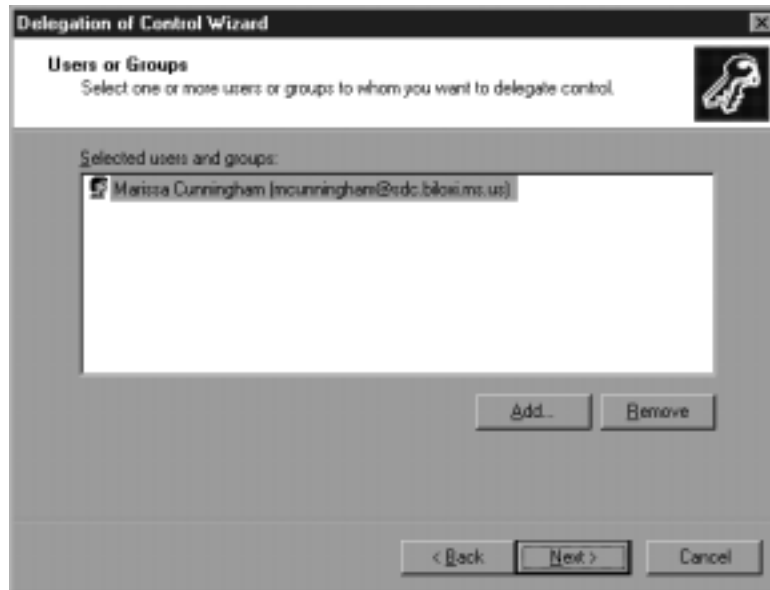 Delegation of Control Wizard
Users or Groups
Select one or more users or groups to whom you want to delegate control.
Selected users and groups:
Marissa Cunningham (mcunningham@sdc.biloxi.ms.us)
Add...
Remove
< Back
Next >
Cancel